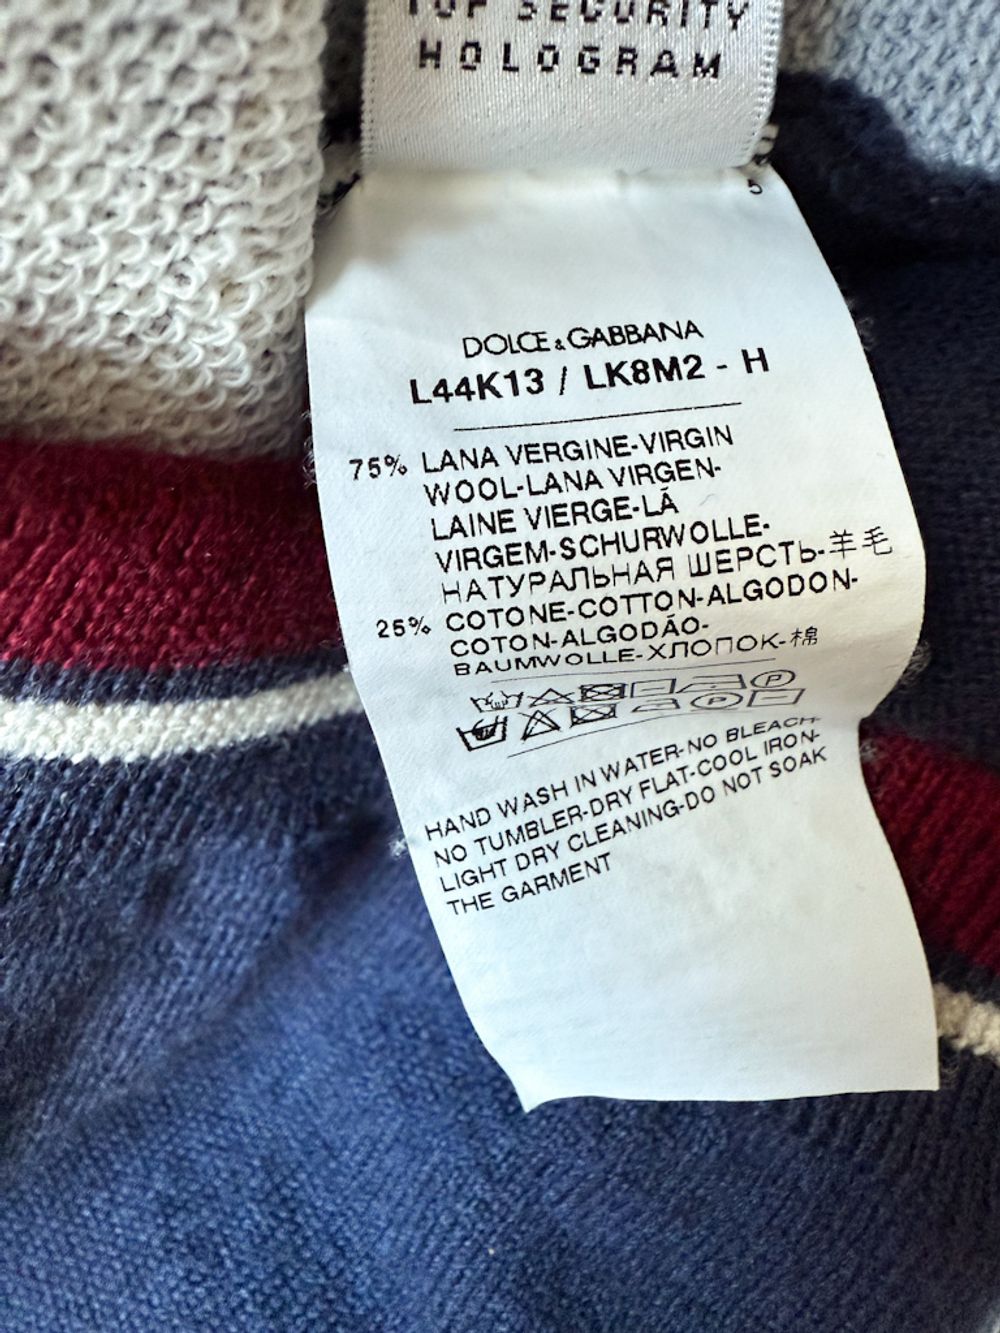 TOP SECURITY
HOLOGRAM
5
DOLCE & GABBANA
L44K13 / LK8M2 - H
75% LANA VERGINE-VIRGIN
WOOL-LANA VIRGEN-
LAINE VIERGE-LÃ
VIRGEM-SCHURWOLLE-
НАТУРАЛЬНАЯ ШЕРСТЬ-羊毛
25% COTONE-COTTON-ALGODON-
COTON-ALGODÃO-
BAUMWOLLE-ХЛОПОК-棉
P
P
HAND WASH IN WATER-NO BLEACH-
NO TUMBLER-DRY FLAT-COOL IRON-
LIGHT DRY CLEANING-DO NOT SOAK
THE GARMENT